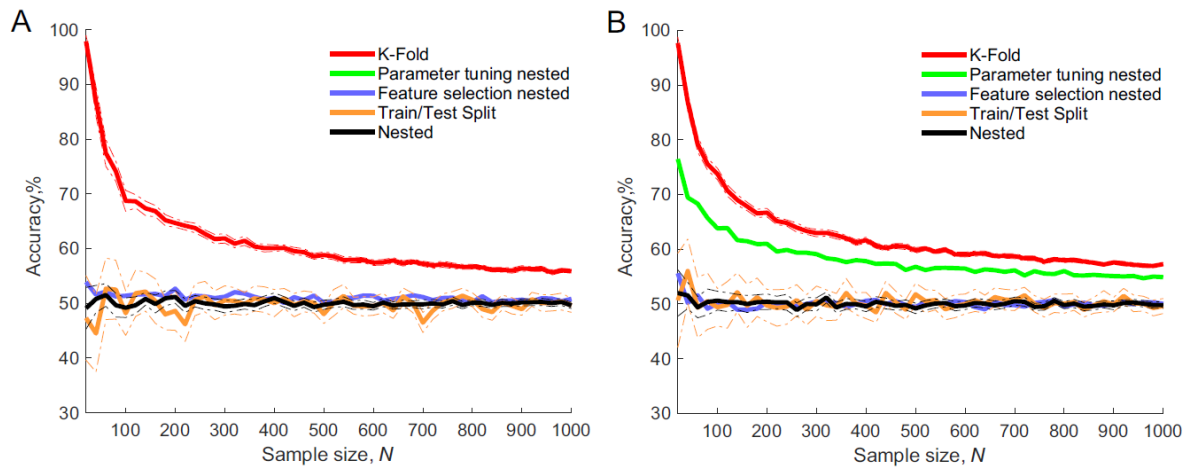 A
100
90
80
70
60
50
40
30
Accuracy,%
K-Fold
Parameter tuning nested
Feature selection nested
Train/Test Split
Nested
100 200 300 400 500 600 700 800 900 1000
Sample size, N
B
100
90
80
70
60
50
40
30
Accuracy,%
K-Fold
Parameter tuning nested
Feature selection nested
Train/Test Split
Nested
100 200 300 400 500 600 700 800 900 1000
Sample size, N